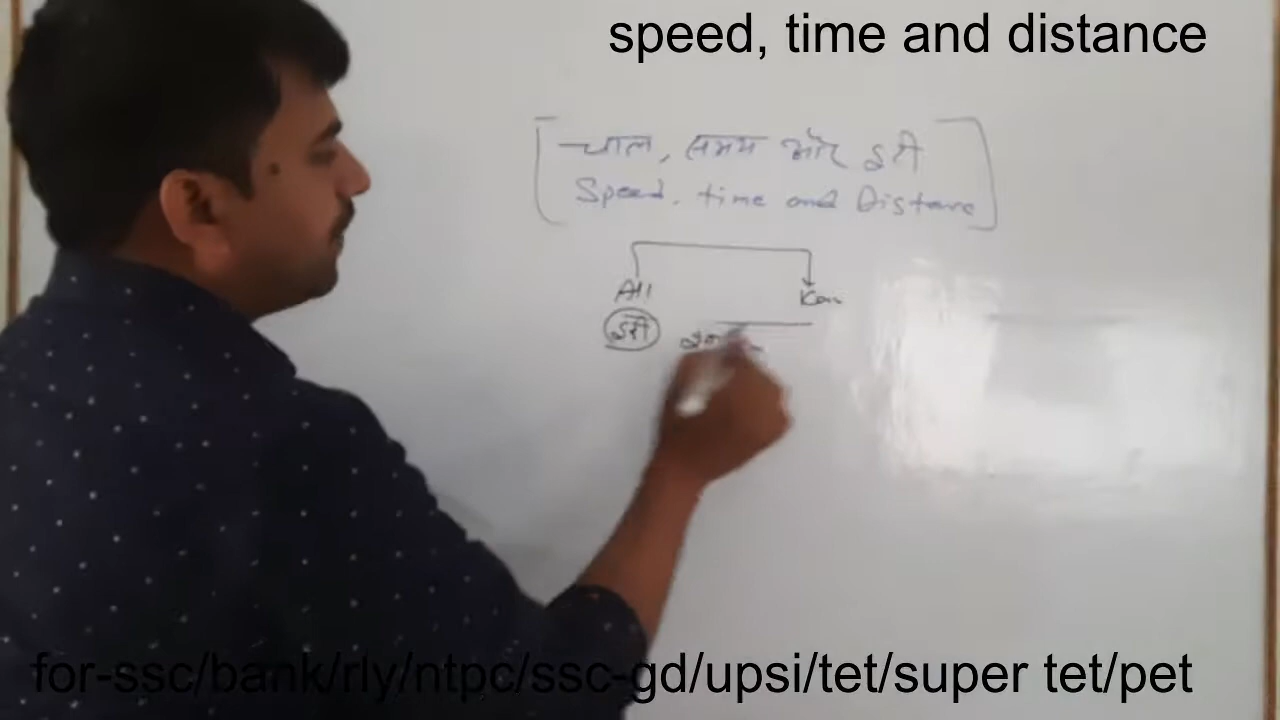 speed, time and distance
चाल, समय और दूरी
Speed, time and Distance
All Kan
दूरी
for-ssc/bank/rly/ntpc/ssc-gd/upsi/tet/super tet/pet